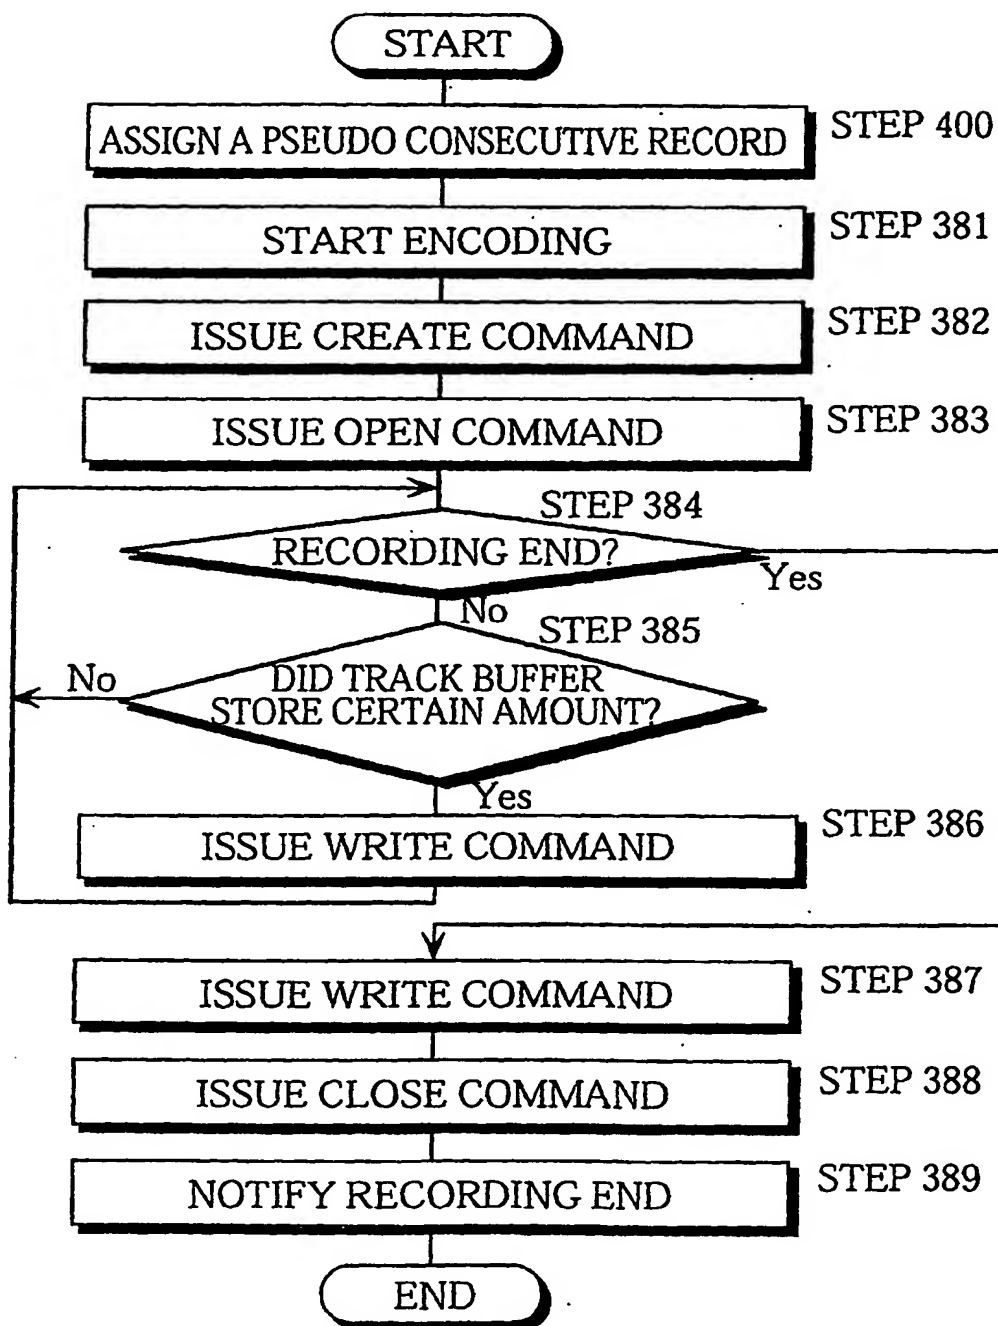 START
ASSIGN A PSEUDO CONSECUTIVE RECORD
STEP 400
START ENCODING
STEP 381
ISSUE CREATE COMMAND
STEP 382
ISSUE OPEN COMMAND
STEP 383
STEP 384
RECORDING END?
Yes
No
STEP 385
No
DID TRACK BUFFER
STORE CERTAIN AMOUNT?
Yes
ISSUE WRITE COMMAND
STEP 386
ISSUE WRITE COMMAND
STEP 387
ISSUE CLOSE COMMAND
STEP 388
NOTIFY RECORDING END
STEP 389
END